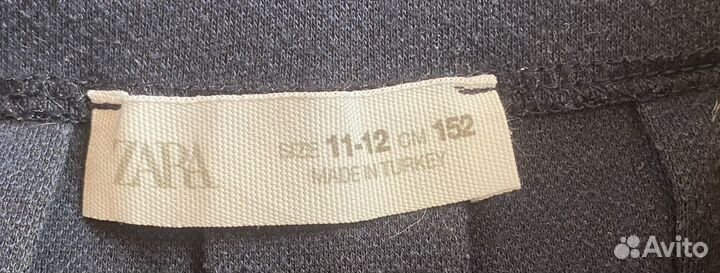 ZARA
SIZE 11-12 CM 152
MADE IN TURKEY
Avito